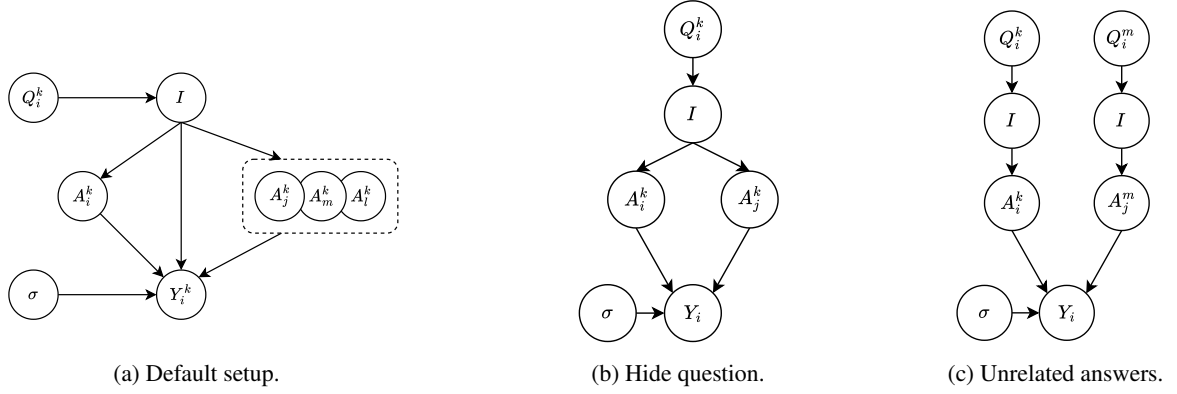 Q_i^k
I
A_i^k
A_j^k A_m^k A_l^k
σ
Y_i^k
(a) Default setup.
Q_i^k
I
A_i^k A_j^k
σ
Y_i
(b) Hide question.
Q_i^k Q_i^m
I I
A_i^k A_j^m
σ
Y_i
(c) Unrelated answers.